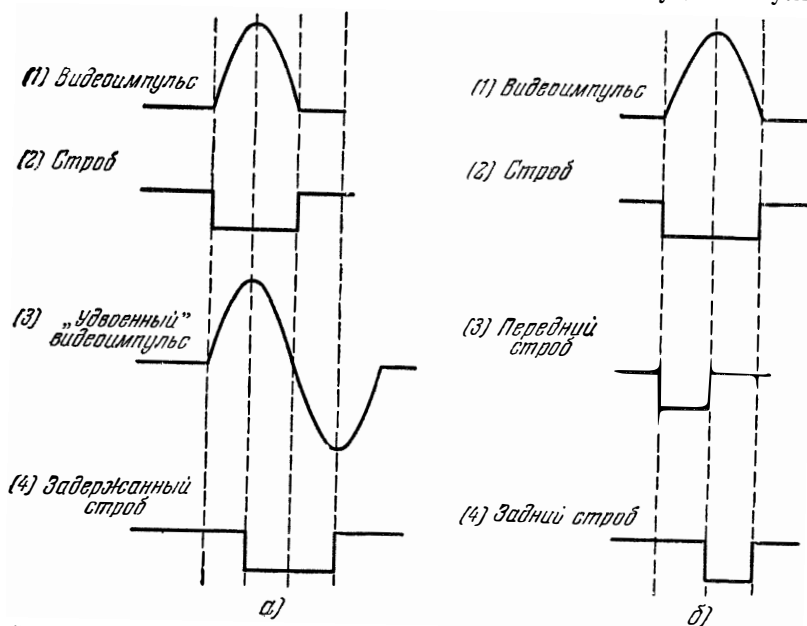 (1) Видеоимпульс
(2) Строб
(3) „Удвоенный”
видеоимпульс
(4) Задержанный
строб
а)
(1) Видеоимпульс
(2) Строб
(3) Передний
строб
(4) Задний строб
б)